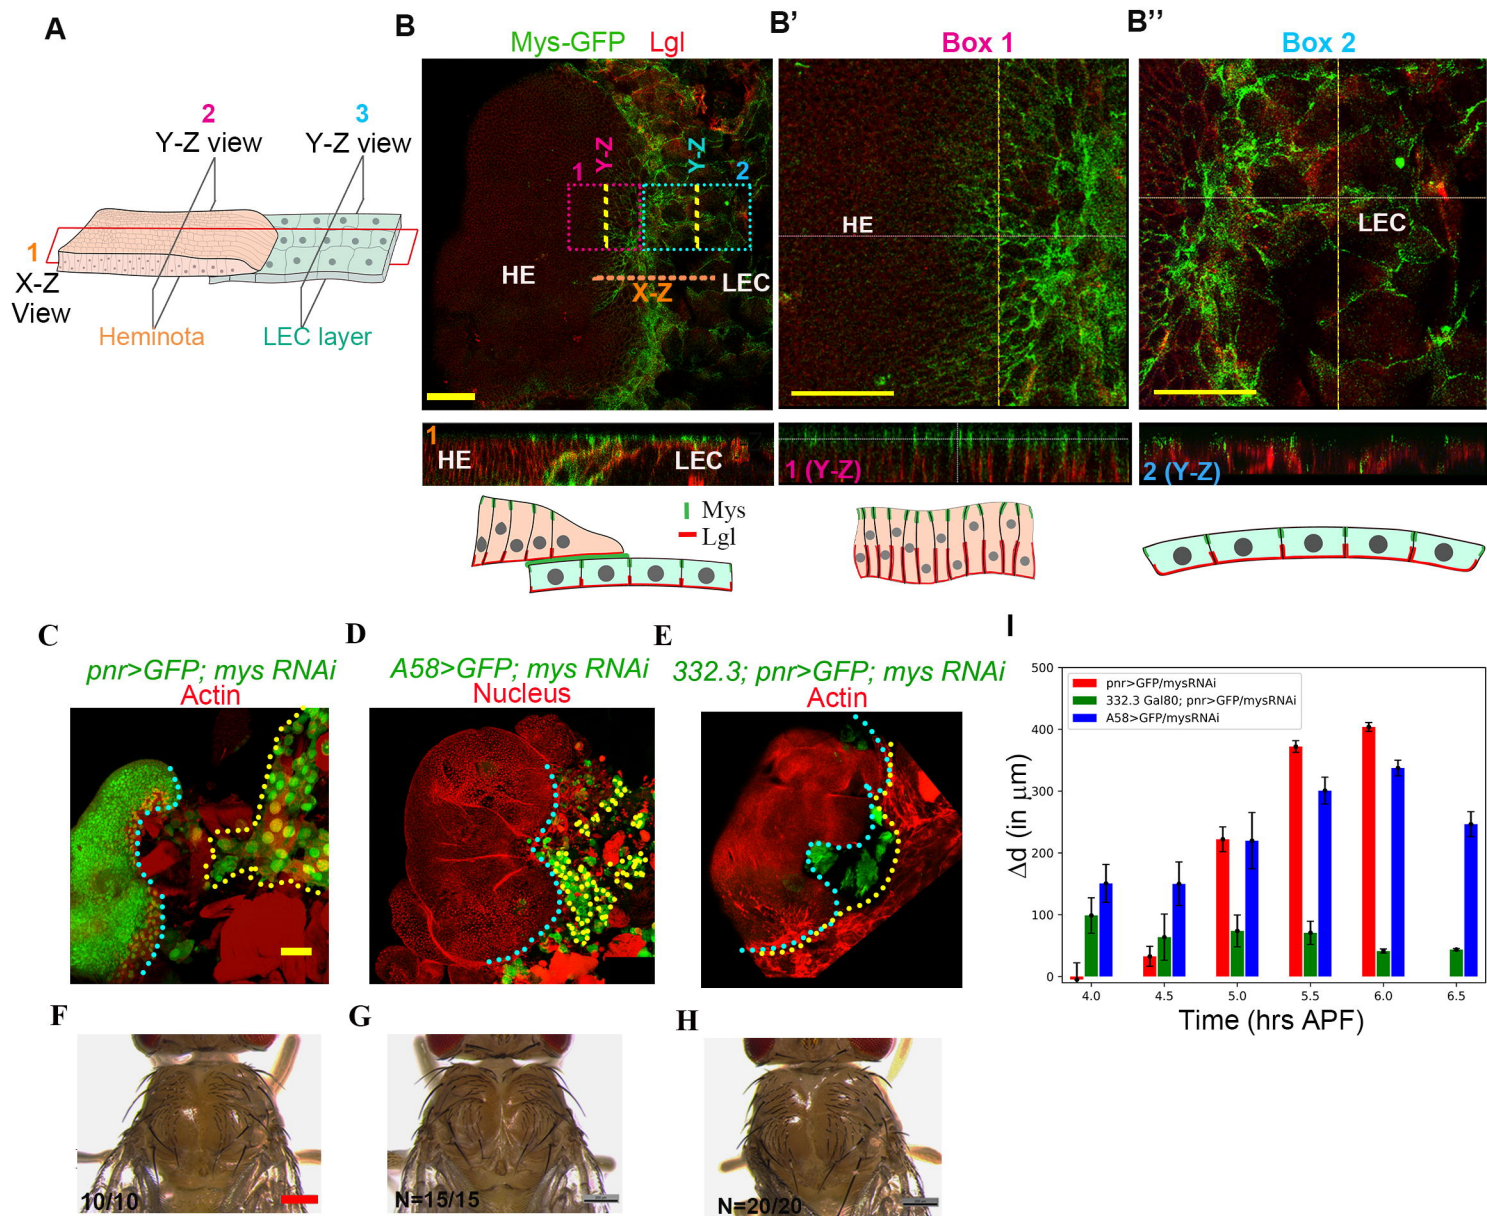 A
2
Y-Z view
3
Y-Z view
1
X-Z
View
Heminota
LEC layer
B
Mys-GFP Lgl
1
Y-Z
Y-Z
2
HE
LEC
X-Z
1
HE
LEC
Mys
Lgl
B'
Box 1
HE
1 (Y-Z)
B''
Box 2
LEC
2 (Y-Z)
C
pnr>GFP; mys RNAi
Actin
D
A58>GFP; mys RNAi
Nucleus
E
332.3; pnr>GFP; mys RNAi
Actin
F
10/10
G
N=15/15
H
N=20/20
I
pnr>GFP/mysRNAi
332.3 Gal80; pnr>GFP/mysRNAi
A58>GFP/mysRNAi
Δd (in μm)
500
400
300
200
100
0
4.0 4.5 5.0 5.5 6.0 6.5
Time (hrs APF)